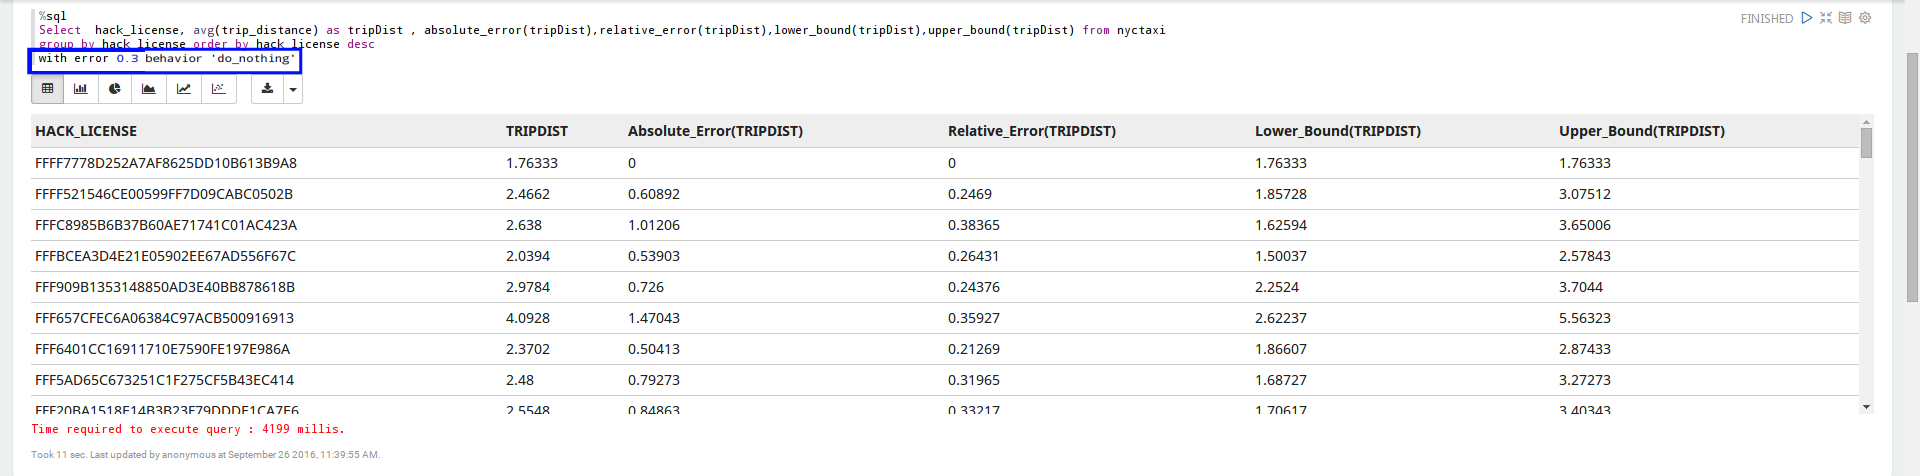 %sql
Select hack_license, avg(trip_distance) as tripDist , absolute_error(tripDist),relative_error(tripDist),lower_bound(tripDist),upper_bound(tripDist) from nyctaxi
group by hack_license order by hack_license desc
with error 0.3 behavior 'do_nothing'
FINISHED
HACK_LICENSE TRIPDIST Absolute_Error(TRIPDIST) Relative_Error(TRIPDIST) Lower_Bound(TRIPDIST) Upper_Bound(TRIPDIST)
FFFF7778D252A7AF8625DD10B613B9A8 1.76333 0 0 1.76333 1.76333
FFFF521546CE00599FF7D09CABC0502B 2.4662 0.60892 0.2469 1.85728 3.07512
FFFC8985B6B37B60AE71741C01AC423A 2.638 1.01206 0.38365 1.62594 3.65006
FFFBCEA3D4E21E05902EE67AD556F67C 2.0394 0.53903 0.26431 1.50037 2.57843
FFF909B1353148850AD3E40BB878618B 2.9784 0.726 0.24376 2.2524 3.7044
FFF657CFEC6A06384C97ACB500916913 4.0928 1.47043 0.35927 2.62237 5.56323
FFF6401CC16911710E7590FE197E986A 2.3702 0.50413 0.21269 1.86607 2.87433
FFF5AD65C673251C1F275CF5B43EC414 2.48 0.79273 0.31965 1.68727 3.27273
2.5548 0.84863 0.33217 1.70617 3.40343
Time required to execute query : 4199 millis.
Took 11 sec. Last updated by anonymous at September 26 2016, 11:39:55 AM.